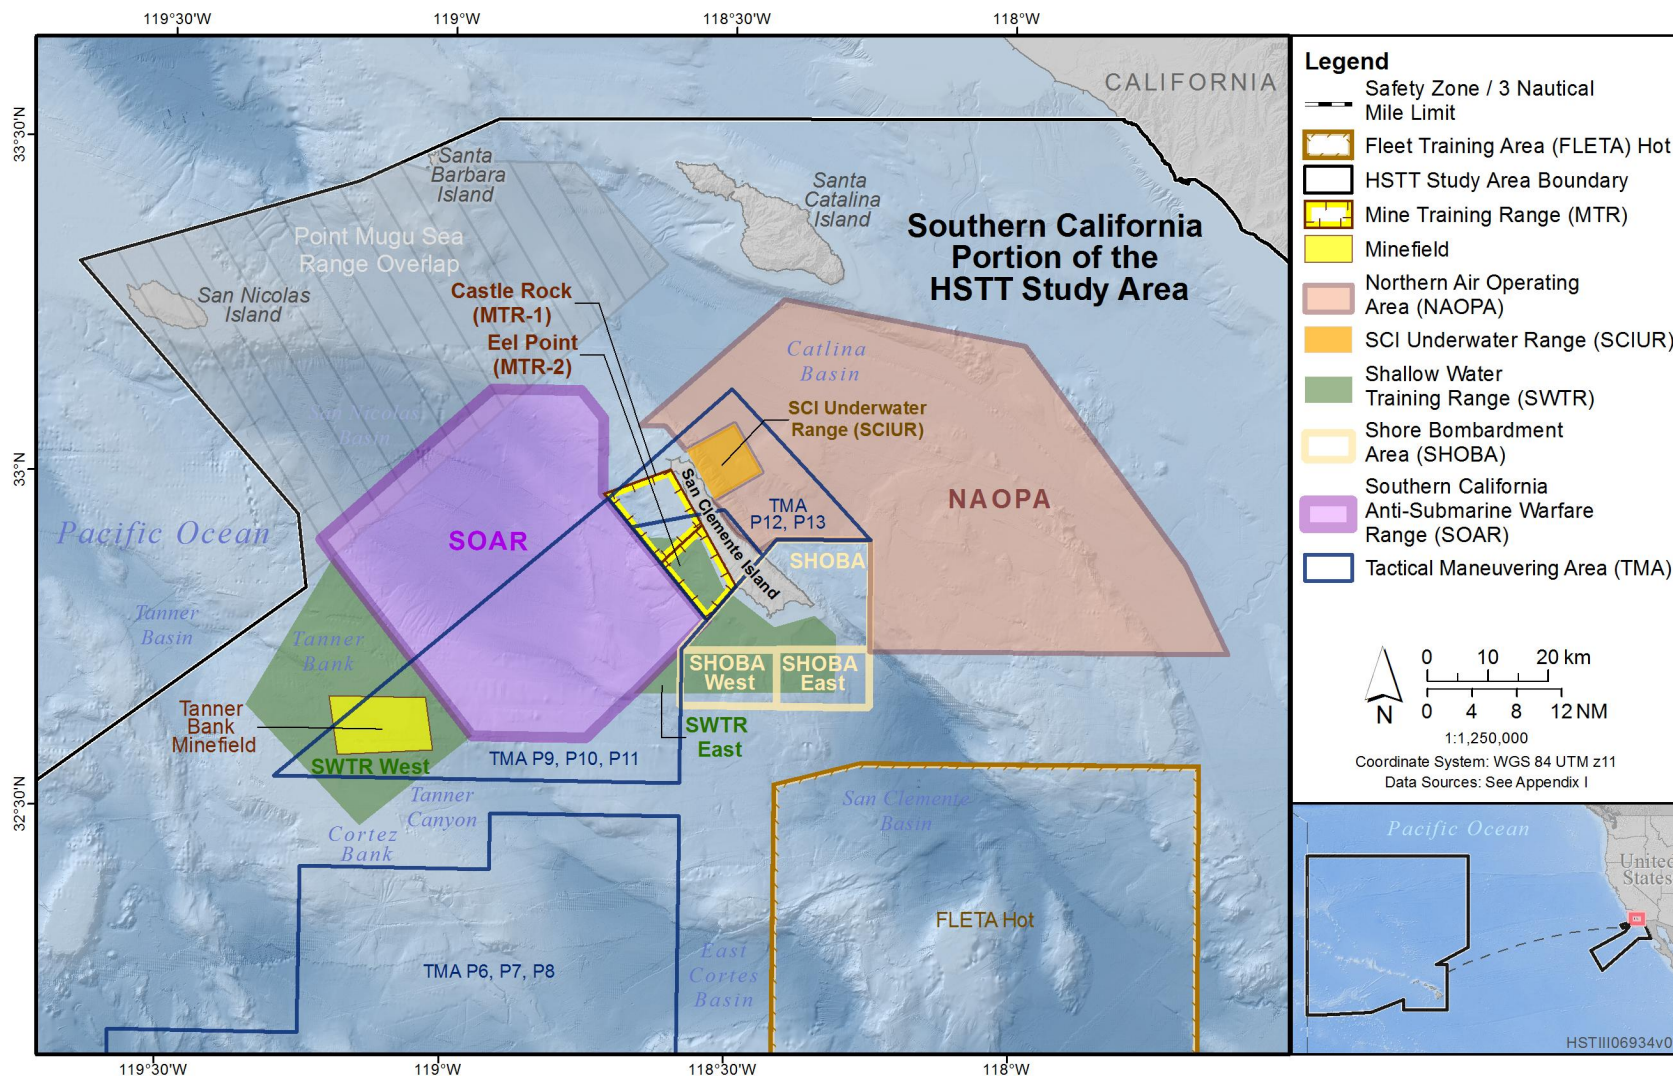 119°30'W
119°W
118°30'W
118°W
33°30'N
33°N
32°30'N
CALIFORNIA
Santa
Barbara
Island
Santa
Catalina
Island
Southern California
Portion of the
HSTT Study Area
Point Mugu Sea
Range Overlap
San Nicolas
Island
Castle Rock
(MTR-1)
Eel Point
(MTR-2)
Catlina
Basin
San Nicolas
Basin
SCI Underwater
Range (SCIUR)
San Clemente Island
NAOPA
TMA
P12, P13
Pacific Ocean
SOAR
SHOBA
Tanner
Basin
Tanner
Bank
SHOBA
West
SHOBA
East
Tanner
Bank
Minefield
SWTR
East
SWTR West
TMA P9, P10, P11
Tanner
Canyon
Cortez
Bank
San Clemente
Basin
FLETA Hot
East
Cortes
Basin
TMA P6, P7, P8
119°30'W
119°W
118°30'W
118°W
Legend
Safety Zone / 3 Nautical
Mile Limit
Fleet Training Area (FLETA) Hot
HSTT Study Area Boundary
Mine Training Range (MTR)
Minefield
Northern Air Operating
Area (NAOPA)
SCI Underwater Range (SCIUR)
Shallow Water
Training Range (SWTR)
Shore Bombardment
Area (SHOBA)
Southern California
Anti-Submarine Warfare
Range (SOAR)
Tactical Maneuvering Area (TMA)
N
0 10 20 km
0 4 8 12 NM
1:1,250,000
Coordinate System: WGS 84 UTM z11
Data Sources: See Appendix I
Pacific Ocean
United
States
HSTIII06934v0